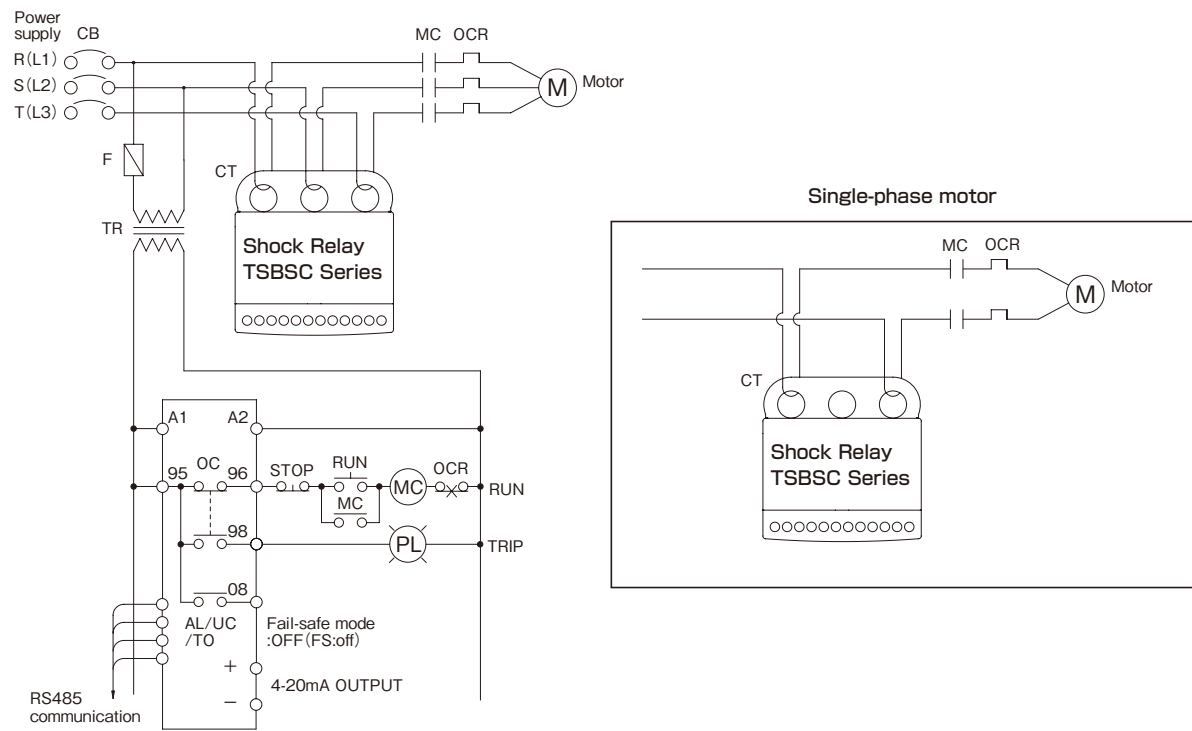 Power
supply CB
R(L1)
S(L2)
T(L3)
MC OCR
M Motor
F
CT
TR
Shock Relay
TSBSC Series
A1 A2
95 OC 96 STOP RUN MC OCR RUN
MC
98 PL TRIP
08
AL/UC
/TO
Fail-safe mode
:OFF(FS:off)
+
4-20mA OUTPUT
−
RS485
communication
Single-phase motor
MC OCR
M Motor
CT
Shock Relay
TSBSC Series